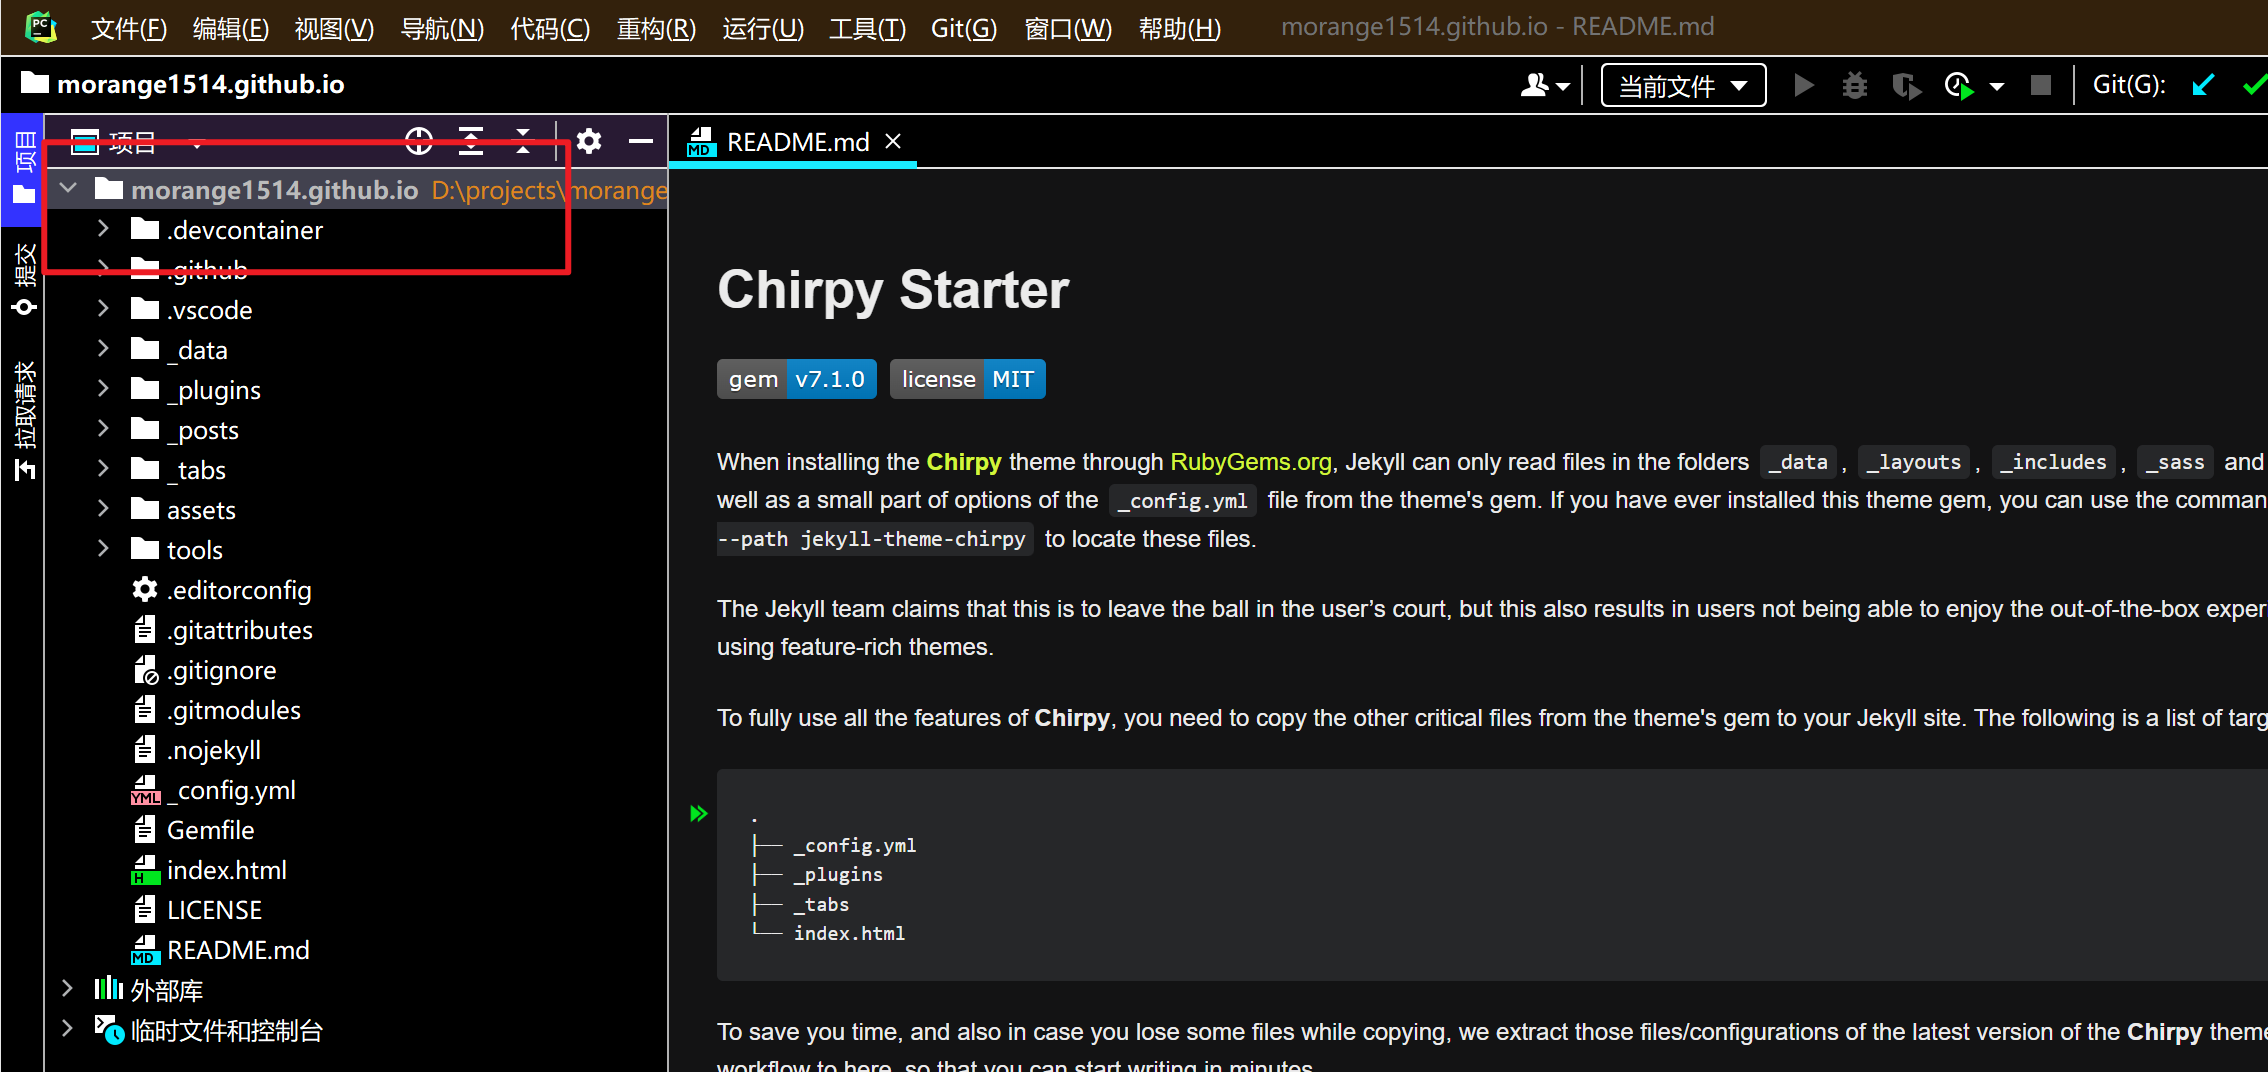 PC
文件(F) 编辑(E) 视图(V) 导航(N) 代码(C) 重构(R) 运行(U) 工具(T) Git(G) 窗口(W) 帮助(H) morange1514.github.io - README.md
morange1514.github.io 当前文件 Git(G):
项目
提交
拉取请求
项目
morange1514.github.io D:\projects\morange
.devcontainer
.github
.vscode
_data
_plugins
_posts
_tabs
assets
tools
.editorconfig
.gitattributes
.gitignore
.gitmodules
.nojekyll
YML _config.yml
Gemfile
H index.html
LICENSE
MD README.md
外部库
临时文件和控制台
MD README.md
Chirpy Starter
gem v7.1.0 license MIT
When installing the Chirpy theme through RubyGems.org, Jekyll can only read files in the folders _data , _layouts , _includes , _sass and
well as a small part of options of the _config.yml file from the theme's gem. If you have ever installed this theme gem, you can use the comman
--path jekyll-theme-chirpy to locate these files.
The Jekyll team claims that this is to leave the ball in the user’s court, but this also results in users not being able to enjoy the out-of-the-box exper
using feature-rich themes.
To fully use all the features of Chirpy, you need to copy the other critical files from the theme's gem to your Jekyll site. The following is a list of targ
.
├── _config.yml
├── _plugins
├── _tabs
└── index.html
To save you time, and also in case you lose some files while copying, we extract those files/configurations of the latest version of the Chirpy theme
workflow to here, so that you can start writing in minutes.